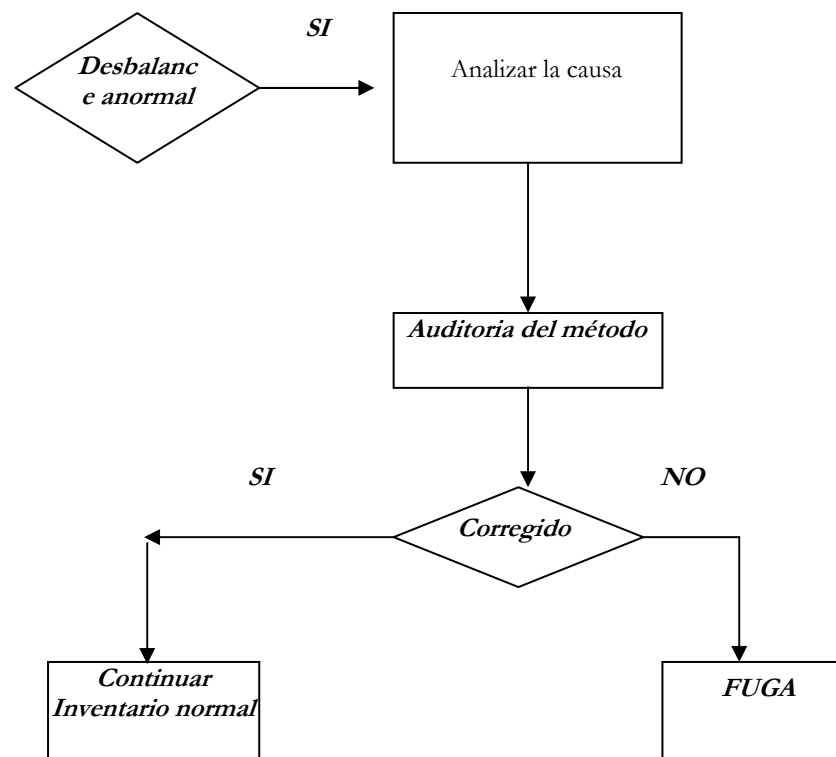 SI
Desbalanc
e anormal
Analizar la causa
Auditoria del método
SI
NO
Corregido
Continuar
Inventario normal
FUGA